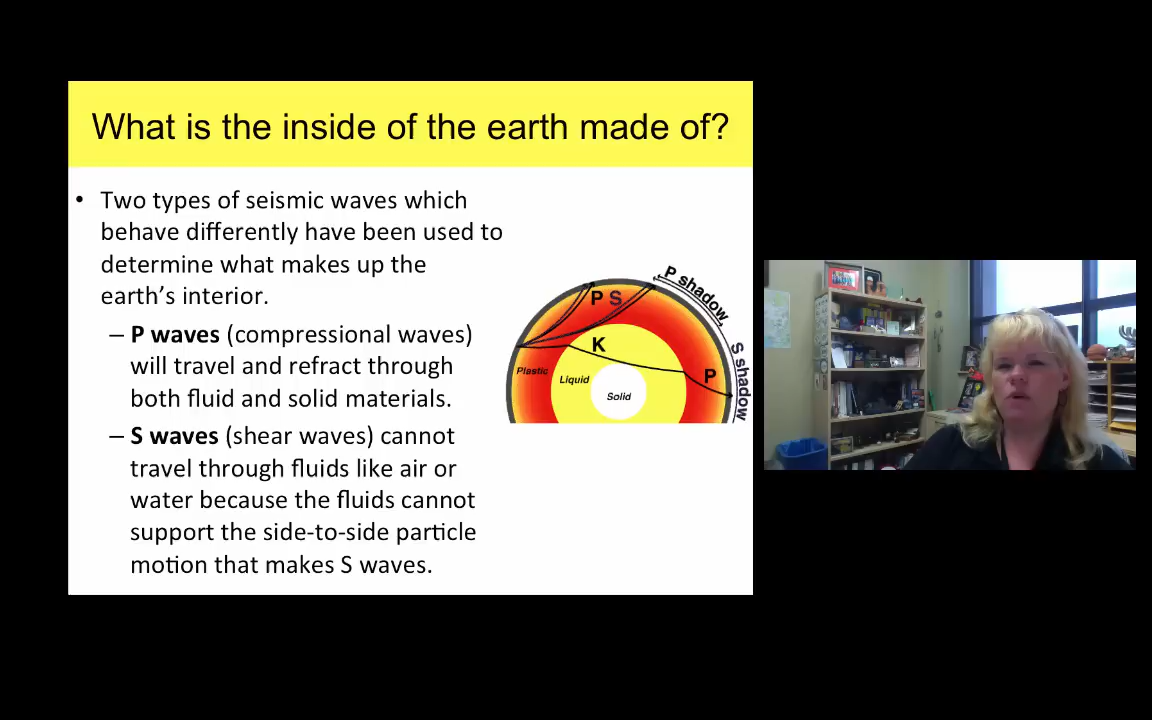 What is the inside of the earth made of?
• Two types of seismic waves which
behave differently have been used to
determine what makes up the
earth's interior.
– P waves (compressional waves)
will travel and refract through
both fluid and solid materials.
– S waves (shear waves) cannot
travel through fluids like air or
water because the fluids cannot
support the side-to-side particle
motion that makes S waves.
P shadow
P S
K
S shadow
Plastic
Liquid
P
Solid